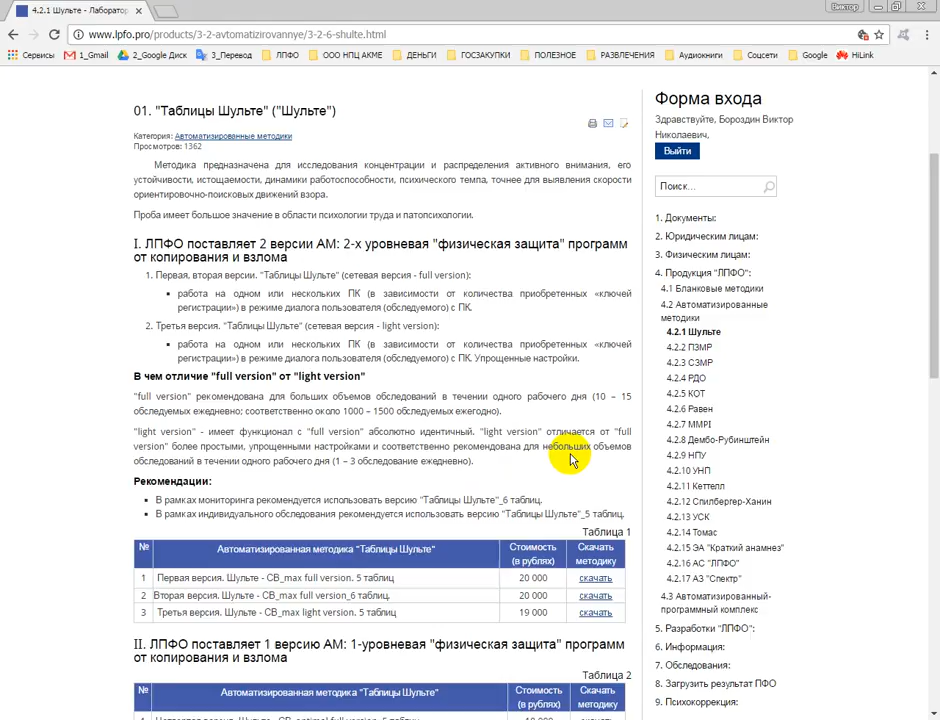 4.2.1 Шульте - Лаборатор
Виктор
www.lpfo.pro/products/3-2-avtomatizirovannye/3-2-6-shulte.html
Сервисы 1_Gmail 2_Google Диск 3_Перевод ЛПФО ООО НПЦ АКМЕ ДЕНЬГИ ГОСЗАКУПКИ ПОЛЕЗНОЕ РАЗВЛЕЧЕНИЯ Аудиокниги Соцсети Google HiLink
01. "Таблицы Шульте" ("Шульте")
Категория: Автоматизированные методики
Просмотров: 1362
Методика предназначена для исследования концентрации и распределения активного внимания, его
устойчивости, истощаемости, динамики работоспособности, психического темпа, точнее для выявления скорости
ориентировочно-поисковых движений взора.
Проба имеет большое значение в области психологии труда и патопсихологии.
I. ЛПФО поставляет 2 версии АМ: 2-х уровневая "физическая защита" программ
от копирования и взлома
1. Первая, вторая версии. "Таблицы Шульте" (сетевая версия - full version):
работа на одном или нескольких ПК (в зависимости от количества приобретенных «ключей
регистрации») в режиме диалога пользователя (обследуемого) с ПК.
2. Третья версия. "Таблицы Шульте" (сетевая версия - light version):
работа на одном или нескольких ПК (в зависимости от количества приобретенных «ключей
регистрации») в режиме диалога пользователя (обследуемого) с ПК. Упрощенные настройки.
В чем отличие "full version" от "light version"
"full version" рекомендована для больших объемов обследований в течении одного рабочего дня (10 – 15
обследуемых ежедневно; соответственно около 1000 – 1500 обследуемых ежегодно).
"light version" - имеет функционал с "full version" абсолютно идентичный. "light version" отличается от "full
version" более простыми, упрощенными настройками и соответственно рекомендована для небольших объемов
обследований в течении одного рабочего дня (1 – 3 обследование ежедневно).
Рекомендации:
В рамках мониторинга рекомендуется использовать версию "Таблицы Шульте"_6 таблиц.
В рамках индивидуального обследования рекомендуется использовать версию "Таблицы Шульте"_5 таблиц.
Таблица 1
№ Автоматизированная методика "Таблицы Шульте" Стоимость (в рублях) Скачать методику
1 Первая версия. Шульте - CB_max full version. 5 таблиц 20 000 скачать
2 Вторая версия. Шульте - CB_max full version_6 таблиц. 20 000 скачать
3 Третья версия. Шульте - CB_max light version. 5 таблиц 19 000 скачать
II. ЛПФО поставляет 1 версию АМ: 1-уровневая "физическая защита" программ
от копирования и взлома
Таблица 2
№ Автоматизированная методика "Таблицы Шульте" Стоимость (в рублях) Скачать методику
Форма входа
Здравствуйте, Бороздин Виктор
Николаевич,
Выйти
Поиск...
1. Документы:
2. Юридическим лицам:
3. Физическим лицам:
4. Продукция "ЛПФО":
4.1 Бланковые методики
4.2 Автоматизированные
методики
4.2.1 Шульте
4.2.2 ПЗМР
4.2.3 СЗМР
4.2.4 РДО
4.2.5 КОТ
4.2.6 Равен
4.2.7 MMPI
4.2.8 Дембо-Рубинштейн
4.2.9 НПУ
4.2.10 УНП
4.2.11 Кеттелл
4.2.12 Спилбергер-Ханин
4.2.13 УСК
4.2.14 Томас
4.2.15 ЭА "Краткий анамнез"
4.2.16 АС "ЛПФО"
4.2.17 АЗ "Спектр"
4.3 Автоматизированный-
программный комплекс
5. Разработки "ЛПФО":
6. Информация:
7. Обследования:
8. Загрузить результат ПФО
9. Психокоррекция: